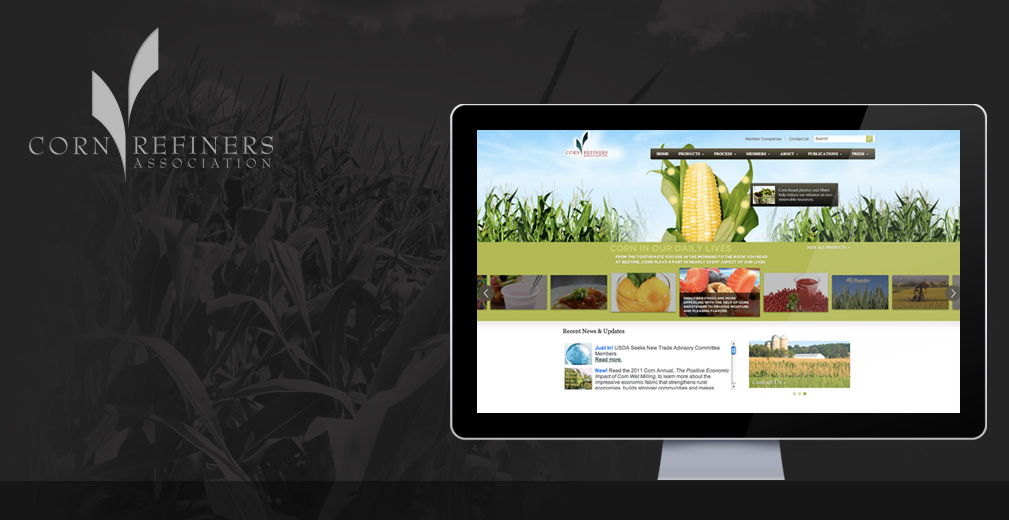 CORN REFINERS
ASSOCIATION
Member Companies
Contact Us
Search
CORN REFINERS
ASSOCIATION
HOME PRODUCTS PROCESS MEMBERS ABOUT PUBLICATIONS PRESS
Corn-based plastics and fibers
help reduce our reliance on non-
renewable resources.
CORN IN OUR DAILY LIVES
VIEW ALL PRODUCTS
FROM THE TOOTHPASTE YOU USE IN THE MORNING TO THE BOOK YOU READ
AT BEDTIME, CORN PLAYS A PART IN NEARLY EVERY ASPECT OF OUR LIVES.
HIGH FIBER FOODS ARE MORE
APPEALING WITH THE HELP OF CORN
SWEETENERS TO PROVIDE MOISTURE
AND PLEASING FLAVORS.
Recent News & Updates
Just In! USDA Seeks New Trade Advisory Committee
Members
Read more.
New! Read the 2011 Corn Annual, The Positive Economic
Impact of Corn Wet Milling, to learn more about the
impressive economic fabric that strengthens rural
economies, builds stronger communities and makes
Contact Us »